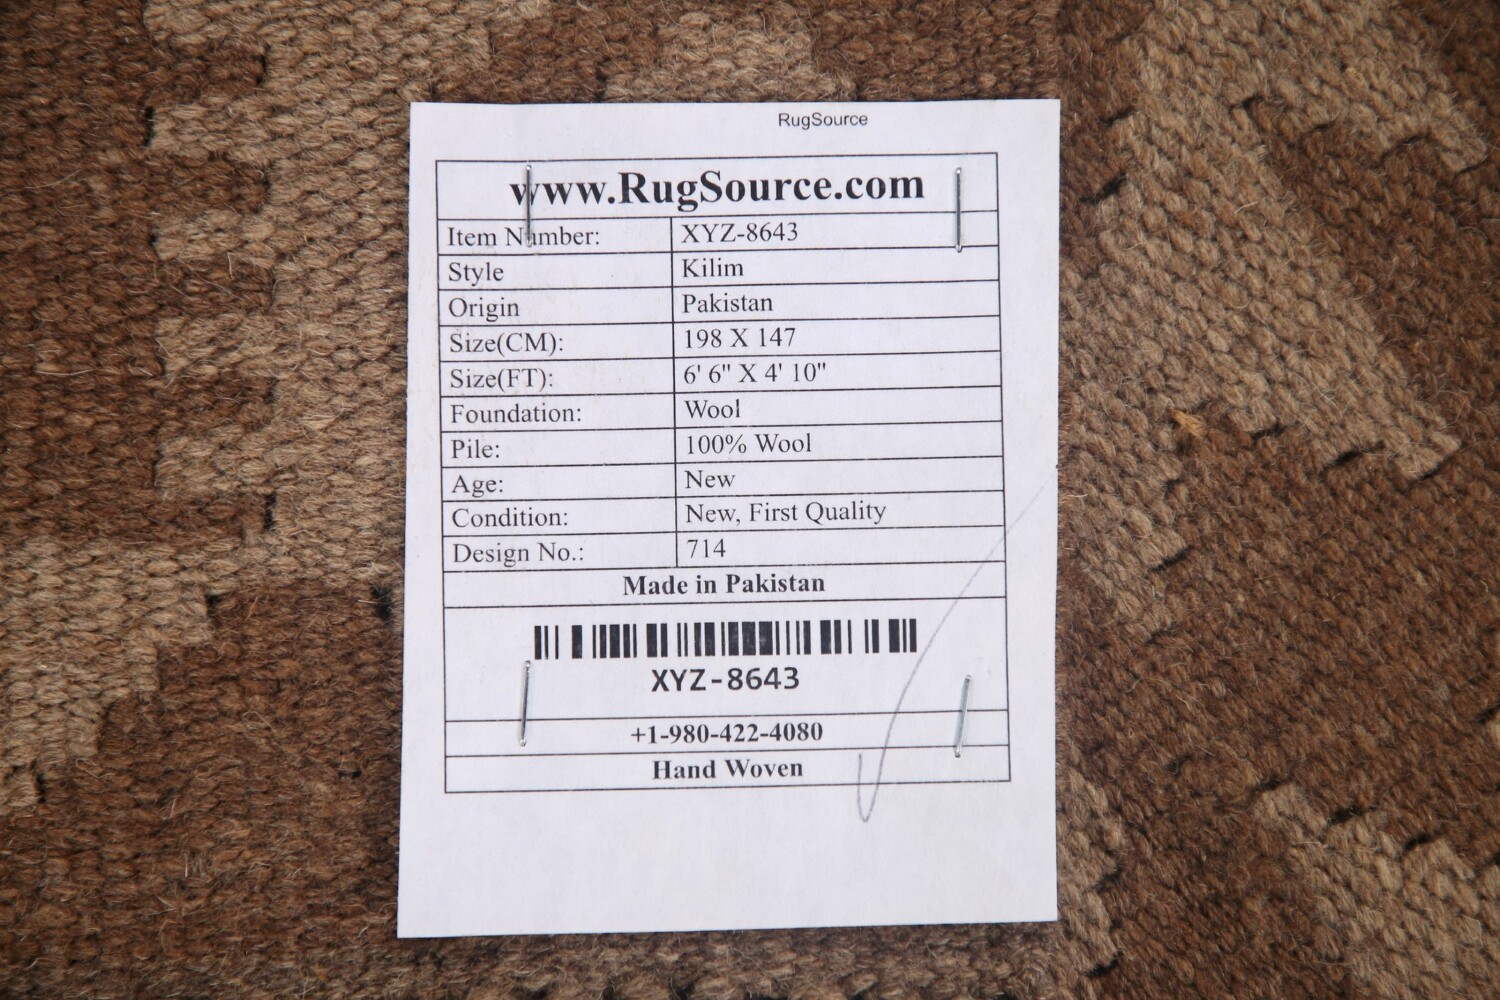 RugSource
www.RugSource.com
Item Number: XYZ-8643
Style Kilim
Origin Pakistan
Size(CM): 198 X 147
Size(FT): 6' 6" X 4' 10"
Foundation: Wool
Pile: 100% Wool
Age: New
Condition: New, First Quality
Design No.: 714
Made in Pakistan
XYZ-8643
+1-980-422-4080
Hand Woven